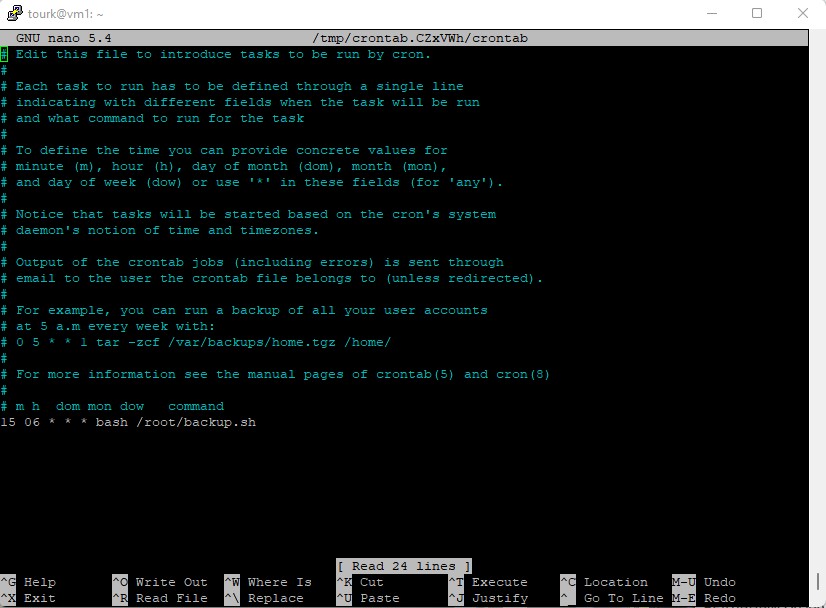 tourk@vm1: ~
GNU nano 5.4 /tmp/crontab.CZxVWh/crontab
# Edit this file to introduce tasks to be run by cron.
#
# Each task to run has to be defined through a single line
# indicating with different fields when the task will be run
# and what command to run for the task
#
# To define the time you can provide concrete values for
# minute (m), hour (h), day of month (dom), month (mon),
# and day of week (dow) or use '*' in these fields (for 'any').
#
# Notice that tasks will be started based on the cron's system
# daemon's notion of time and timezones.
#
# Output of the crontab jobs (including errors) is sent through
# email to the user the crontab file belongs to (unless redirected).
#
# For example, you can run a backup of all your user accounts
# at 5 a.m every week with:
# 0 5 * * 1 tar -zcf /var/backups/home.tgz /home/
#
# For more information see the manual pages of crontab(5) and cron(8)
#
# m h  dom mon dow   command
15 06 * * * bash /root/backup.sh
[ Read 24 lines ]
^G Help ^O Write Out ^W Where Is ^K Cut ^T Execute ^C Location M-U Undo
^X Exit ^R Read File ^\ Replace ^U Paste ^J Justify ^_ Go To Line M-E Redo